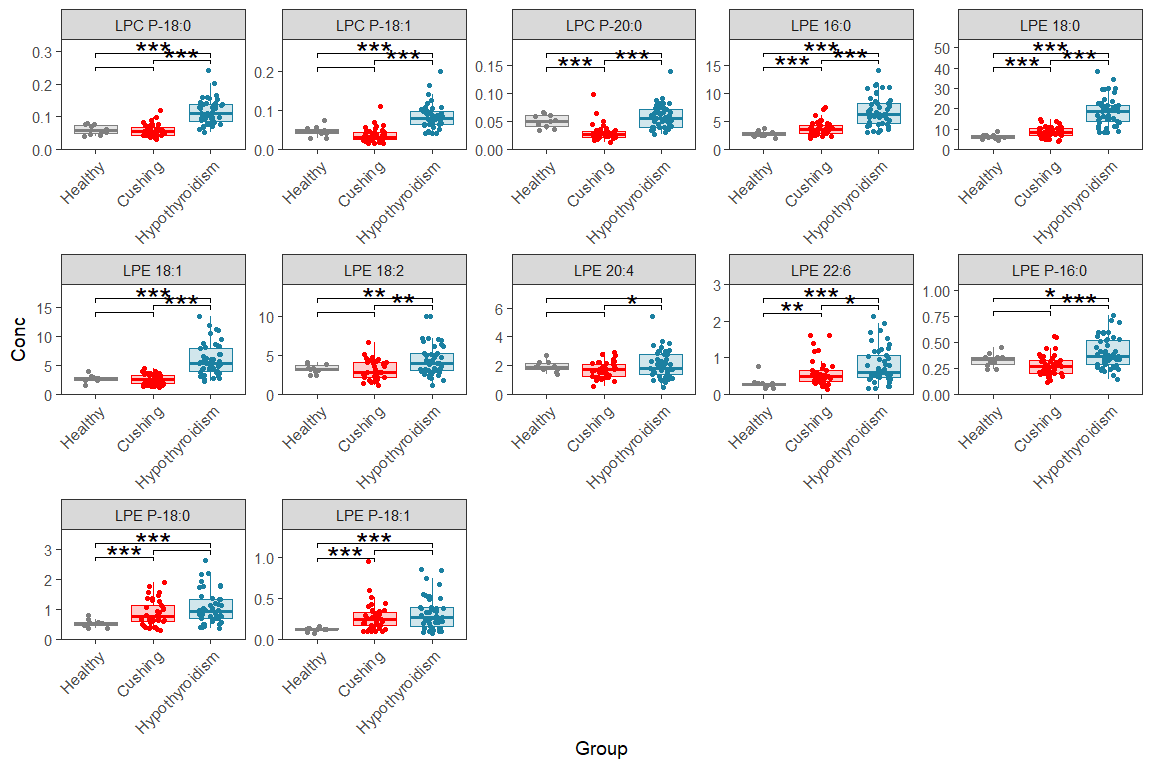 LPC P-18:0 LPC P-18:1 LPC P-20:0 LPE 16:0 LPE 18:0
*** *** *** *** *** *** *** *** *** *** *** ***
0.3 0.2 0.1 0.0
0.2 0.1 0.0
0.15 0.10 0.05 0.00
15 10 5 0
50 40 30 20 10 0
Healthy Cushing Hypothyroidism Healthy Cushing Hypothyroidism Healthy Cushing Hypothyroidism Healthy Cushing Hypothyroidism Healthy Cushing Hypothyroidism
Conc
LPE 18:1 LPE 18:2 LPE 20:4 LPE 22:6 LPE P-16:0
*** *** ** ** * *** ** * * ***
15 10 5 0
10 5 0
6 4 2 0
3 2 1 0
1.00 0.75 0.50 0.25 0.00
Healthy Cushing Hypothyroidism Healthy Cushing Hypothyroidism Healthy Cushing Hypothyroidism Healthy Cushing Hypothyroidism Healthy Cushing Hypothyroidism
LPE P-18:0 LPE P-18:1
*** *** *** ***
3 2 1 0
1.0 0.5 0.0
Healthy Cushing Hypothyroidism Healthy Cushing Hypothyroidism
Group